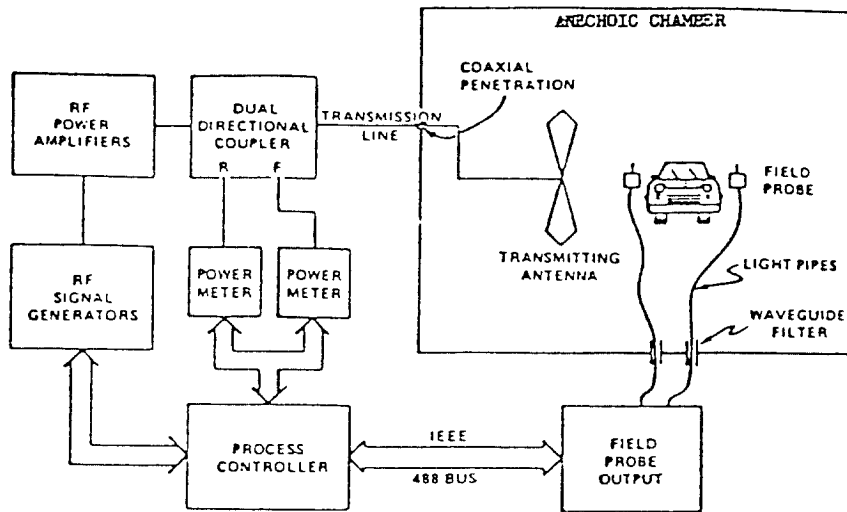 ANECHOIC CHAMBER
COAXIAL
PENETRATION
RF
POWER
AMPLIFIERS
DUAL
DIRECTIONAL
COUPLER
R F
TRANSMISSION
LINE
FIELD
PROBE
TRANSMITTING
ANTENNA
LIGHT PIPES
WAVEGUIDE
FILTER
RF
SIGNAL
GENERATORS
POWER
METER
POWER
METER
PROCESS
CONTROLLER
IEEE
488 BUS
FIELD
PROBE
OUTPUT